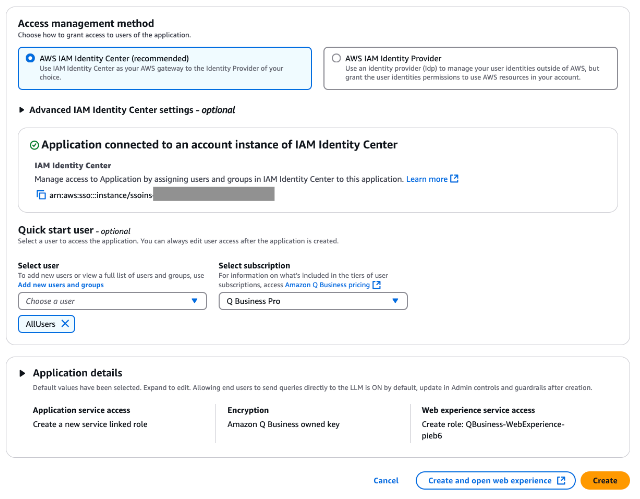 Access management method
Choose how to grant access to users of the application.
AWS IAM Identity Center (recommended)
Use IAM Identity Center as your AWS gateway to the Identity Provider of your
choice.
AWS IAM Identity Provider
Use an identity provider (Idp) to manage your user identities outside of AWS, but
grant the user identities permissions to use AWS resources in your account.
Advanced IAM Identity Center settings - optional
Application connected to an account instance of IAM Identity Center
IAM Identity Center
Manage access to Application by assigning users and groups in IAM Identity Center to this application. Learn more
arn:aws:sso:::instance/ssoins-
Quick start user - optional
Select a user to access the application. You can always edit user access after the application is created.
Select user
To add new users or view a full list of users and groups, use
Add new users and groups
Choose a user
AllUsers
Select subscription
For information on what's included in the tiers of user
subscriptions, access Amazon Q Business pricing
Q Business Pro
Application details
Default values have been selected. Expand to edit. Allowing end users to send queries directly to the LLM is ON by default, update in Admin controls and guardrails after creation.
Application service access
Create a new service linked role
Encryption
Amazon Q Business owned key
Web experience service access
Create role: QBusiness-WebExperience-
pieb6
Cancel
Create and open web experience
Create